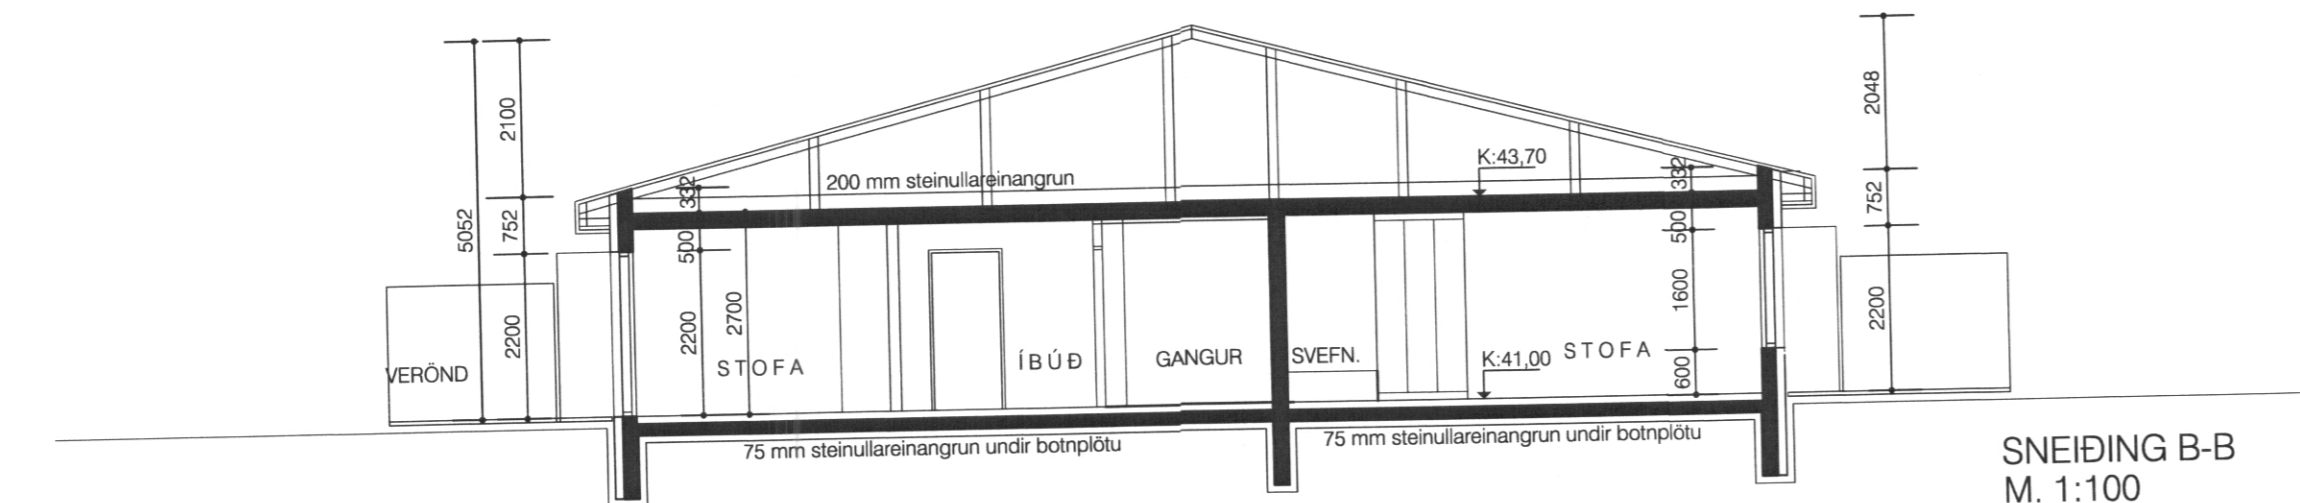 2048
2100
K:43,70
332
200 mm steinullareinangrun
332
752
752
5052
500
500
2200
2200
2700
1600
2200
VERÖND
STOFA
ÍBÚÐ
GANGUR
SVEFN.
K:41,00
STOFA
600
75 mm steinullareinangrun undir botnplötu
75 mm steinullareinangrun undir botnplötu
SNEIÐING B-B
M. 1:100